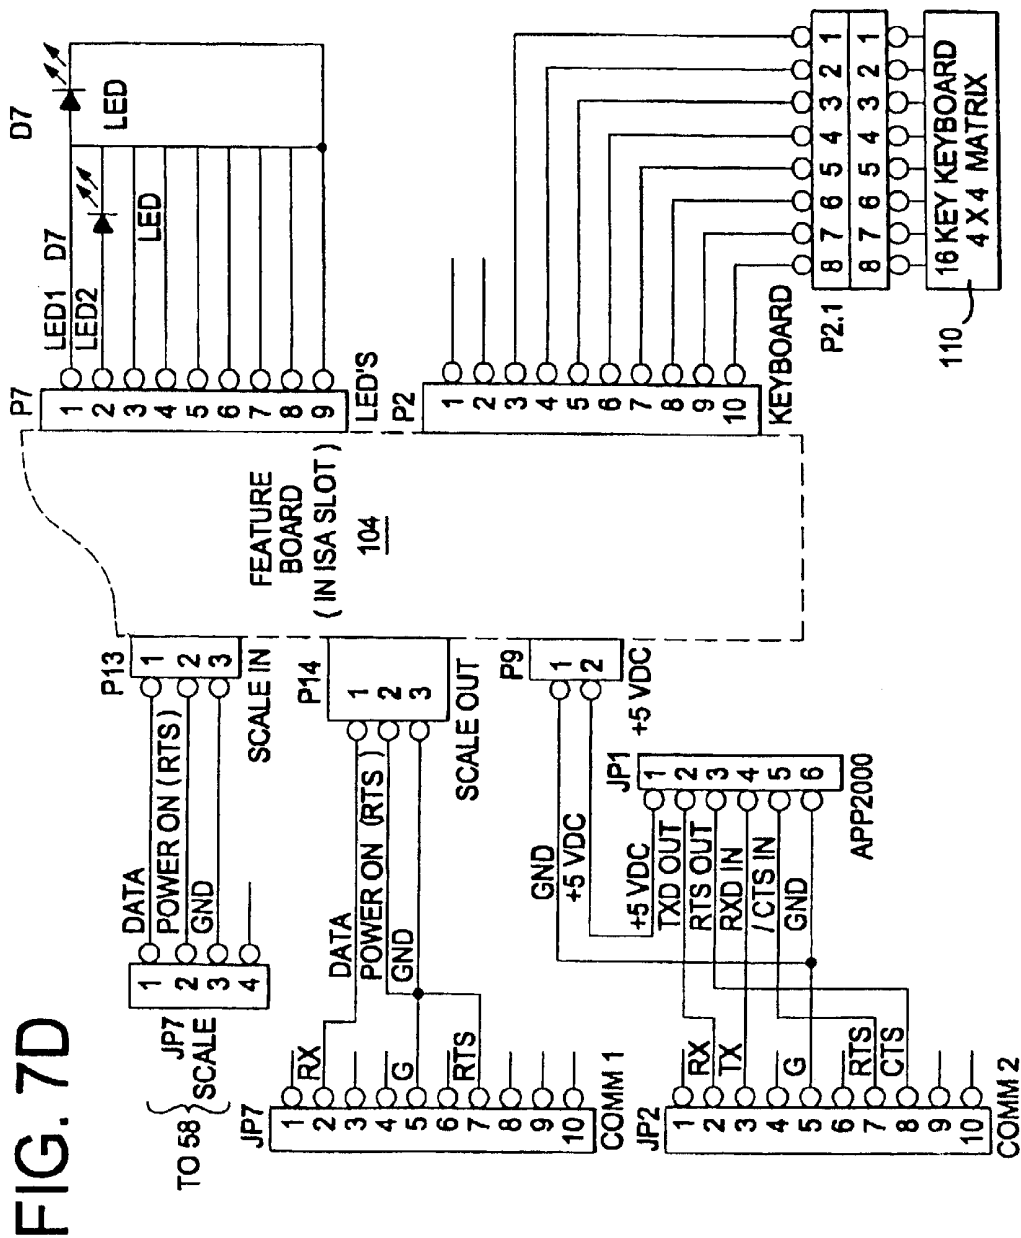 FIG. 7D
TO 58
JP7
SCALE
1
2
3
4
DATA
POWER ON (RTS)
GND
P13
1
2
3
SCALE IN
JP7
1
2
3
4
5
6
7
8
9
10
COMM 1
RX
G
RTS
DATA
POWER ON (RTS)
GND
P14
1
2
3
SCALE OUT
JP2
1
2
3
4
5
6
7
8
9
10
COMM 2
RX
TX
G
RTS
CTS
GND
+5 VDC
P9
1
2
+5 VDC
+5 VDC
TXD OUT
RTS OUT
RXD IN
/ CTS IN
GND
JP1
1
2
3
4
5
6
APP2000
FEATURE
BOARD
( IN ISA SLOT )
104
P7
1
2
3
4
5
6
7
8
9
LED'S
LED1
LED2
D7
LED
D7
LED
P2
1
2
3
4
5
6
7
8
9
10
KEYBOARD
P2.1
8 7 6 5 4 3 2 1
8 7 6 5 4 3 2 1
110
16 KEY KEYBOARD
4 X 4 MATRIX